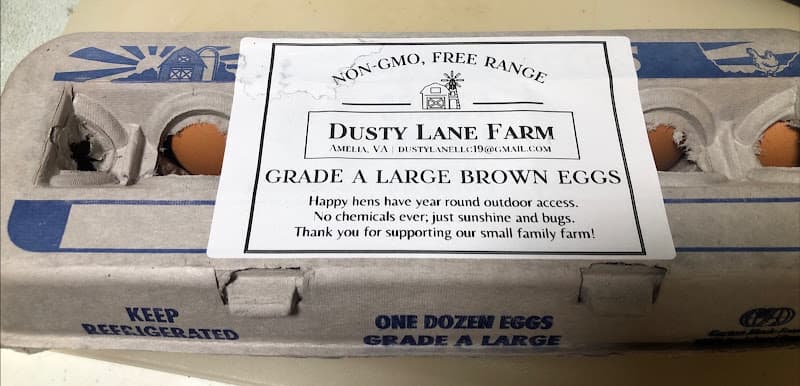 NON-GMO, FREE RANGE
DUSTY LANE FARM
AMELIA, VA | DUSTYLANELLC19@GMAIL.COM
GRADE A LARGE BROWN EGGS
Happy hens have year round outdoor access.
No chemicals ever; just sunshine and bugs.
Thank you for supporting our small family farm!
KEEP
REFRIGERATED
ONE DOZEN EGGS
GRADE A LARGE